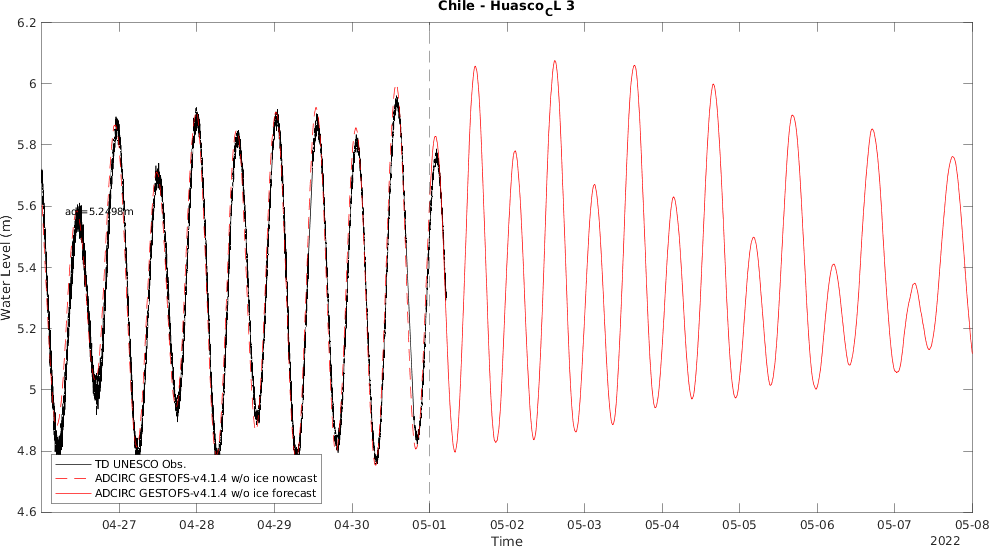 Chile - Huasco_CL 3
6.2
6
5.8
5.6
5.4
5.2
5
4.8
4.6
Water Level (m)
adj=5.2498m
TD UNESCO Obs.
ADCIRC GESTOFS-v4.1.4 w/o ice nowcast
ADCIRC GESTOFS-v4.1.4 w/o ice forecast
04-27 04-28 04-29 04-30 05-01 05-02 05-03 05-04 05-05 05-06 05-07 05-08
Time
2022